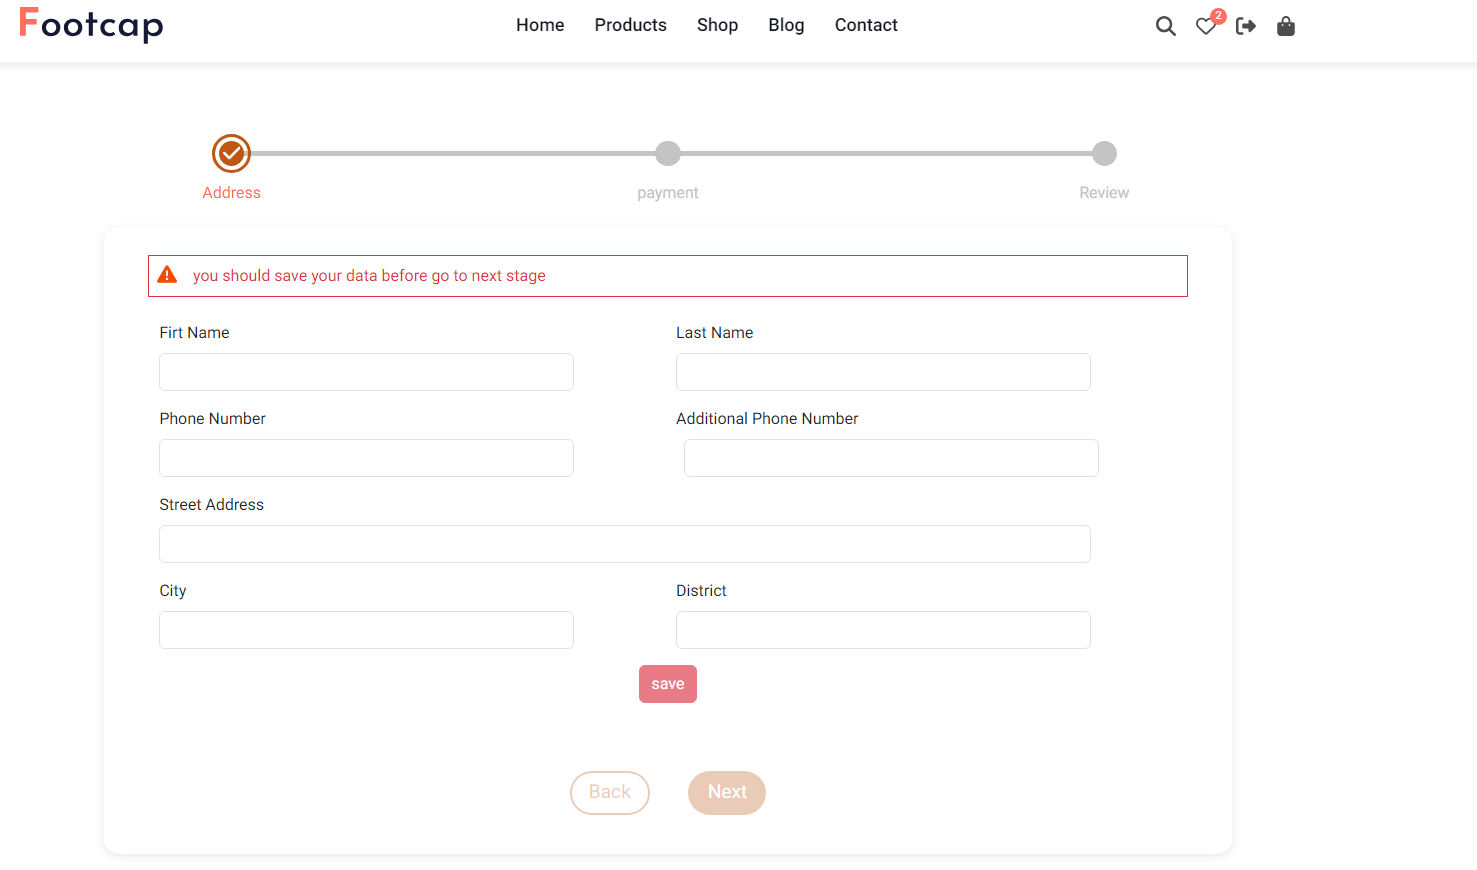 Footcap
Home Products Shop Blog Contact
2
Address payment Review
you should save your data before go to next stage
Firt Name Last Name
Phone Number Additional Phone Number
Street Address
City District
save
Back Next